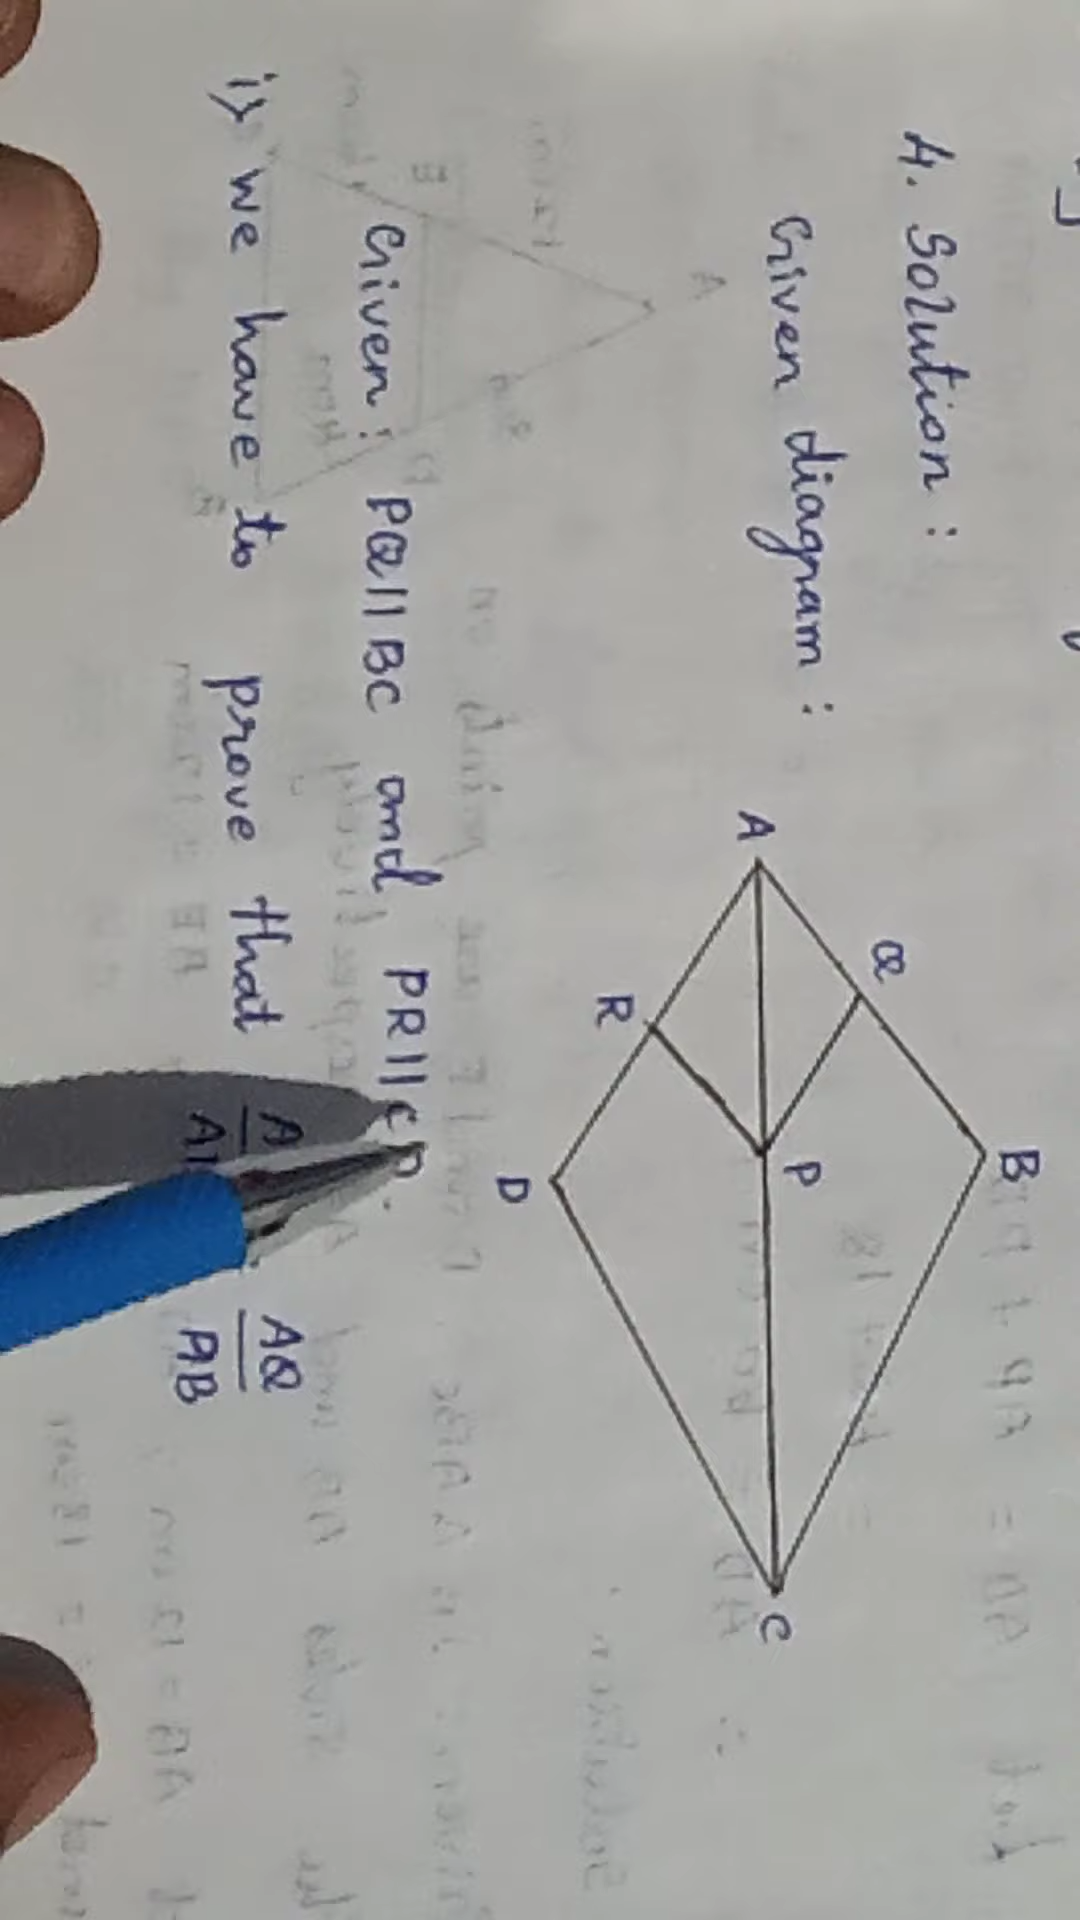 4. Solution :
Given diagram :
A
Q
B
P
R
D
C
Given : PQ||BC and PR||CD.
i> we have to prove that
AQ
AB